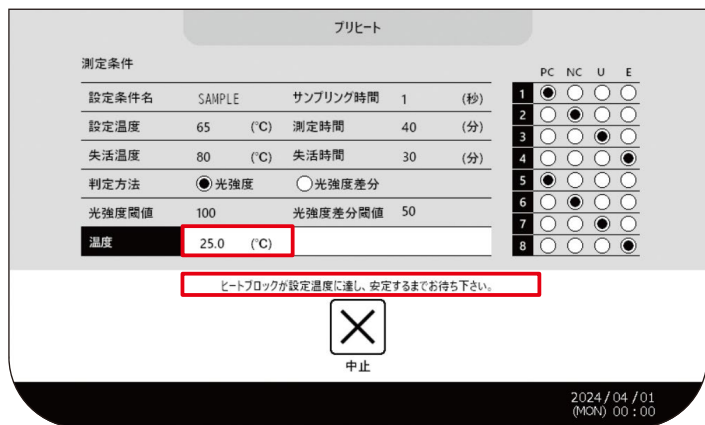 プリヒート
測定条件
PC NC U E
設定条件名 SAMPLE サンプリング時間 1 (秒)
設定温度 65 (℃) 測定時間 40 (分)
失活温度 80 (℃) 失活時間 30 (分)
判定方法 光強度 光強度差分
光強度閾値 100 光強度差分閾値 50
温度 25.0 (℃)
1
2
3
4
5
6
7
8
ヒートブロックが設定温度に達し、安定するまでお待ち下さい。
中止
2024/04/01
(MON) 00:00